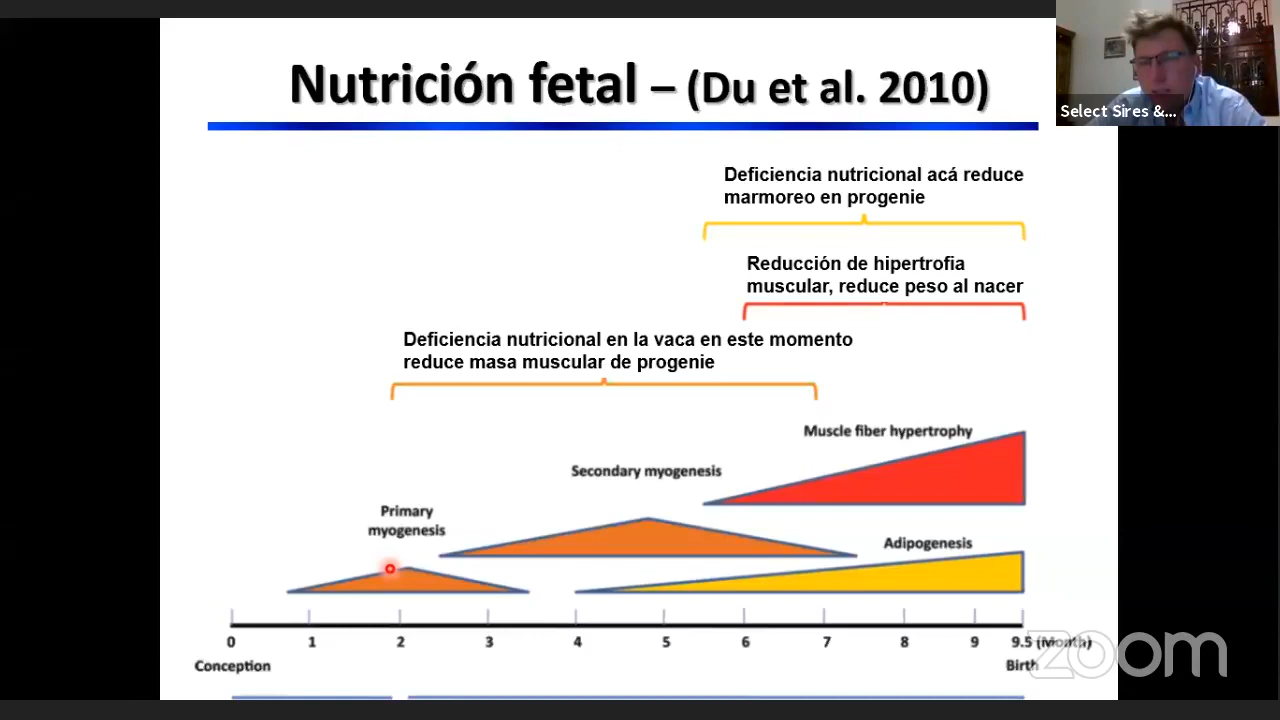 Nutrición fetal – (Du et al. 2010)
Select Sires &...
Deficiencia nutricional acá reduce
marmoreo en progenie
Reducción de hipertrofia
muscular, reduce peso al nacer
Deficiencia nutricional en la vaca en este momento
reduce masa muscular de progenie
Muscle fiber hypertrophy
Secondary myogenesis
Primary
myogenesis
Adipogenesis
0 1 2 3 4 5 6 7 8 9 9.5 (Month)
Conception Birth
zoom